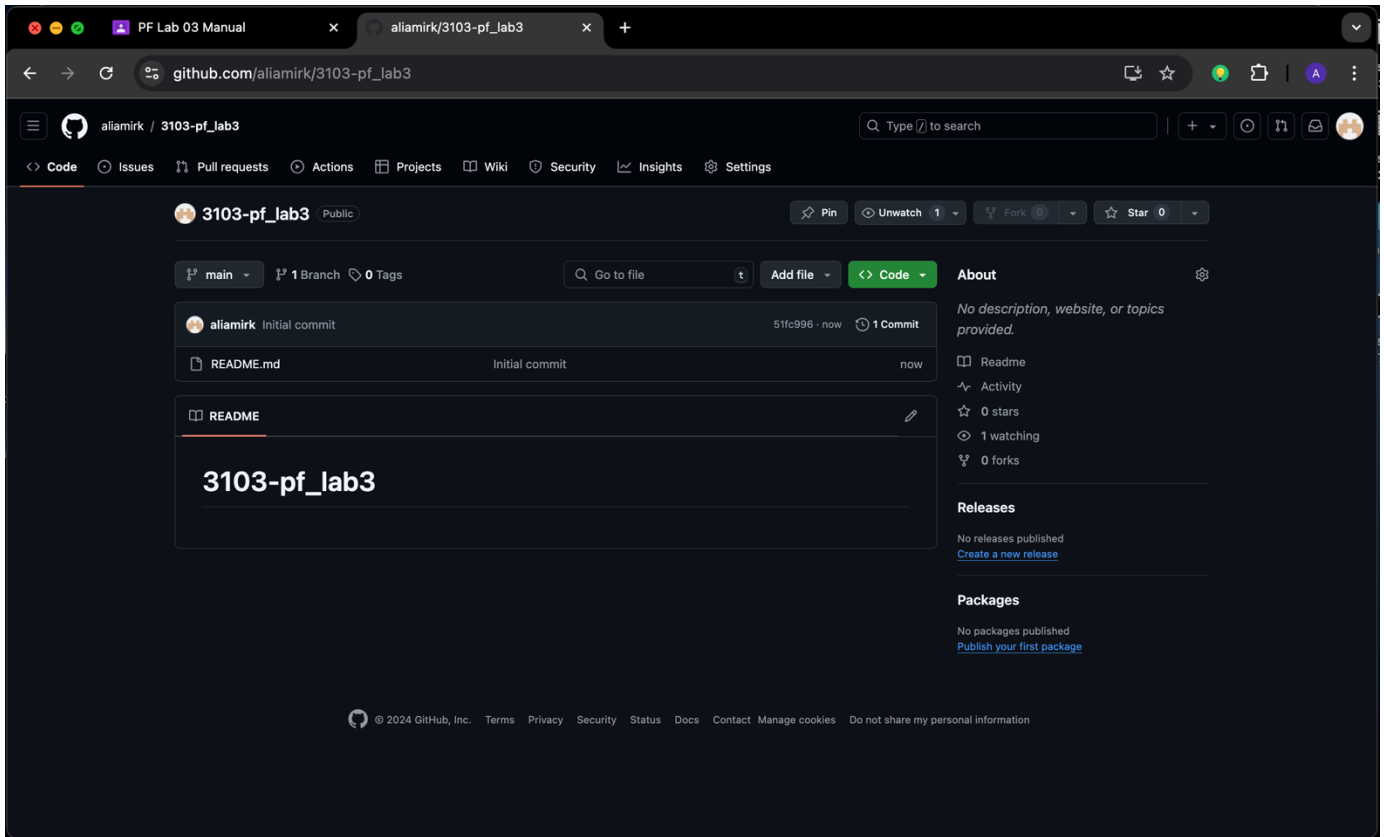 PF Lab 03 Manual
aliamirk/3103-pf_lab3
github.com/aliamirk/3103-pf_lab3
A
aliamirk / 3103-pf_lab3
Type / to search
Code Issues Pull requests Actions Projects Wiki Security Insights Settings
3103-pf_lab3 Public
Pin Unwatch 1 Fork 0 Star 0
main 1 Branch 0 Tags Go to file t Add file Code
aliamirk Initial commit 51fc996 · now 1 Commit
README.md Initial commit now
README
3103-pf_lab3
About
No description, website, or topics
provided.
Readme
Activity
0 stars
1 watching
0 forks
Releases
No releases published
Create a new release
Packages
No packages published
Publish your first package
© 2024 GitHub, Inc. Terms Privacy Security Status Docs Contact Manage cookies Do not share my personal information